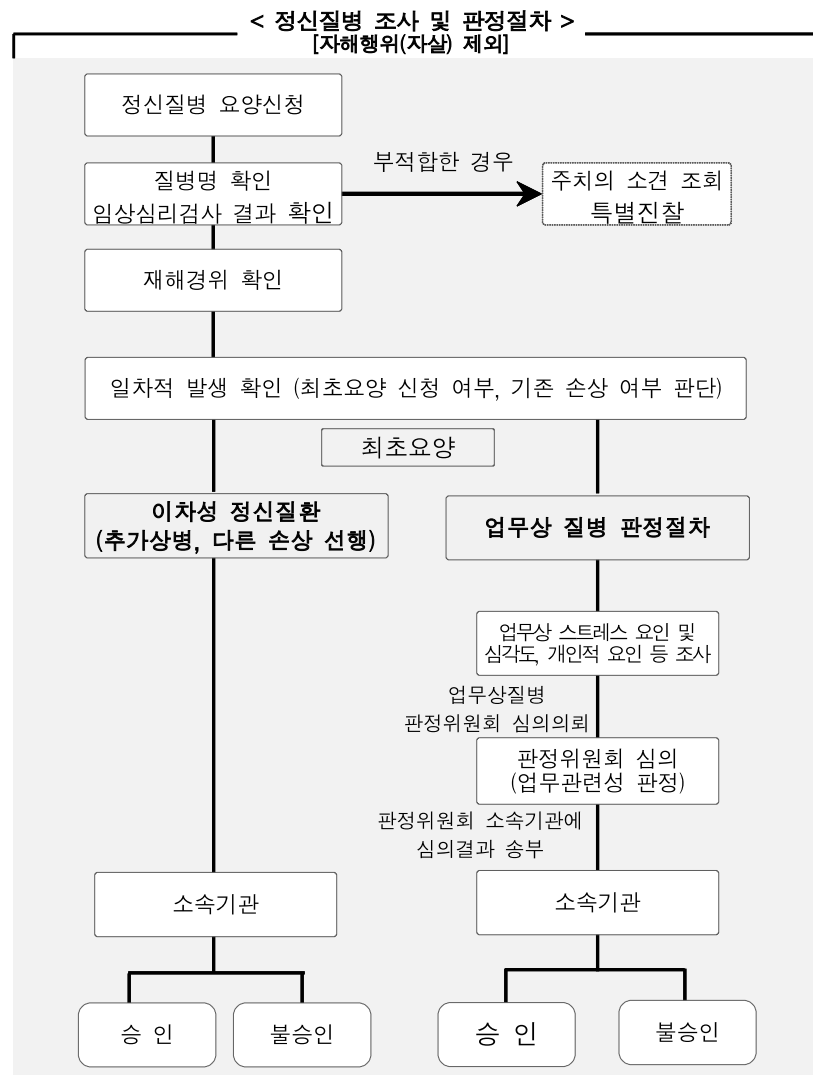 < 정신질병 조사 및 판정절차 >
[자해행위(자살) 제외]
정신질병 요양신청
질병명 확인
임상심리검사 결과 확인
부적합한 경우
주치의 소견 조회
특별진찰
재해경위 확인
일차적 발생 확인 (최초요양 신청 여부, 기존 손상 여부 판단)
최초요양
이차성 정신질환
(추가상병, 다른 손상 선행)
업무상 질병 판정절차
업무상 스트레스 요인 및
심각도, 개인적 요인 등 조사
업무상질병
판정위원회 심의의뢰
판정위원회 심의
(업무관련성 판정)
판정위원회 소속기관에
심의결과 송부
소속기관
소속기관
승 인
불승인
승 인
불승인